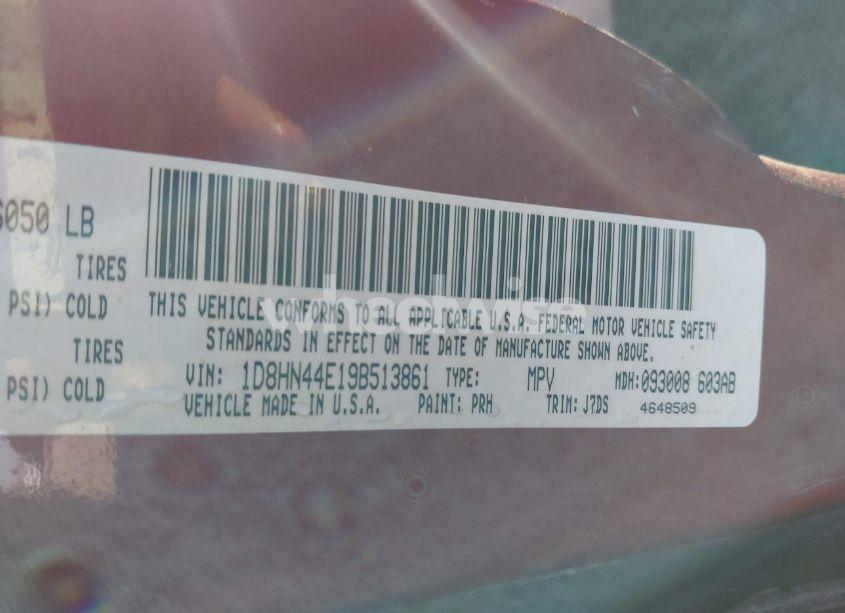 6050 LB
TIRES
PSI) COLD
TIRES
PSI) COLD
THIS VEHICLE CONFORMS TO ALL APPLICABLE U.S.A. FEDERAL MOTOR VEHICLE SAFETY
STANDARDS IN EFFECT ON THE DATE OF MANUFACTURE SHOWN ABOVE.
VIN: 1D8HN44E19B513861 TYPE: MPV MDH:093008 603AB
VEHICLE MADE IN U.S.A. PAINT: PRH TRIM: J7DS 4648509
wheelwise